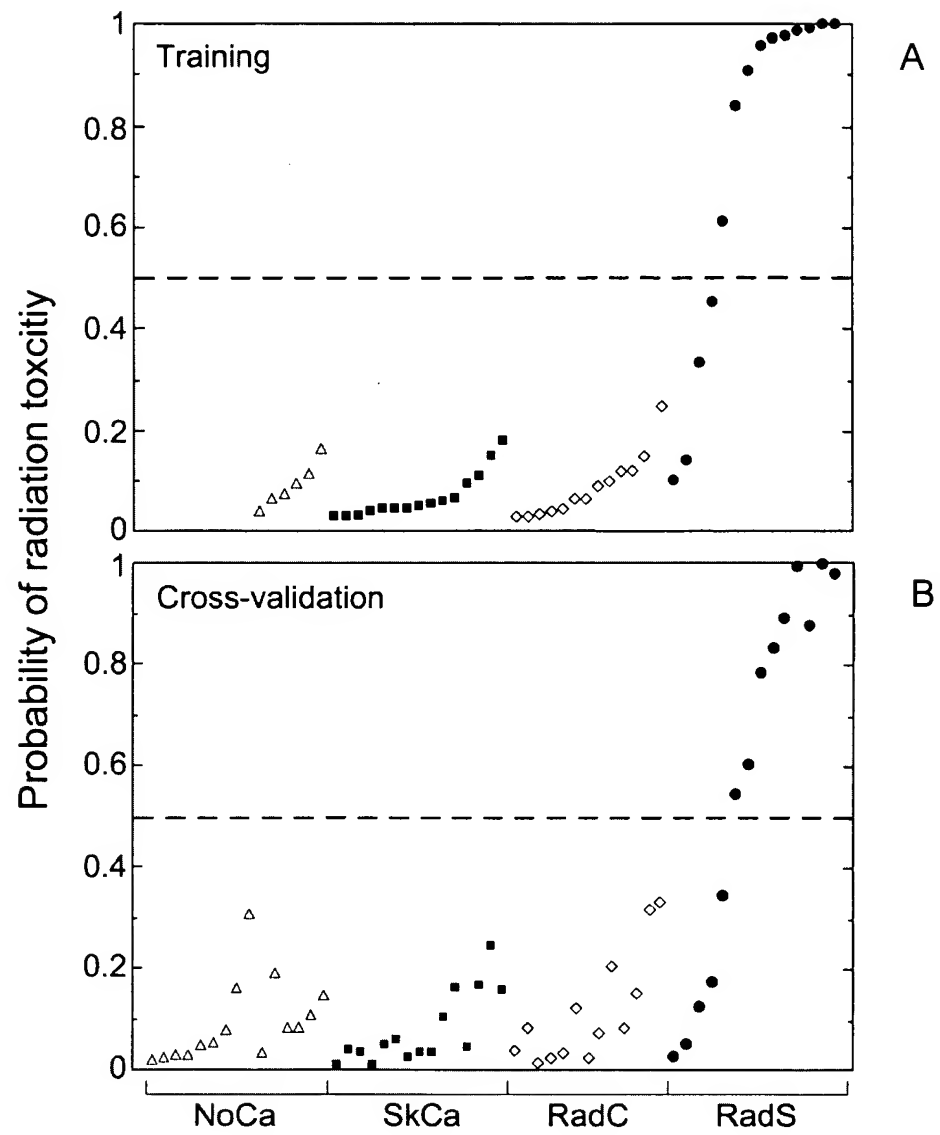 Probability of radiation toxcitiy
Training
A
1
0.8
0.6
0.4
0.2
0
Cross-validation
B
1
0.8
0.6
0.4
0.2
0
NoCa SkCa RadC RadS